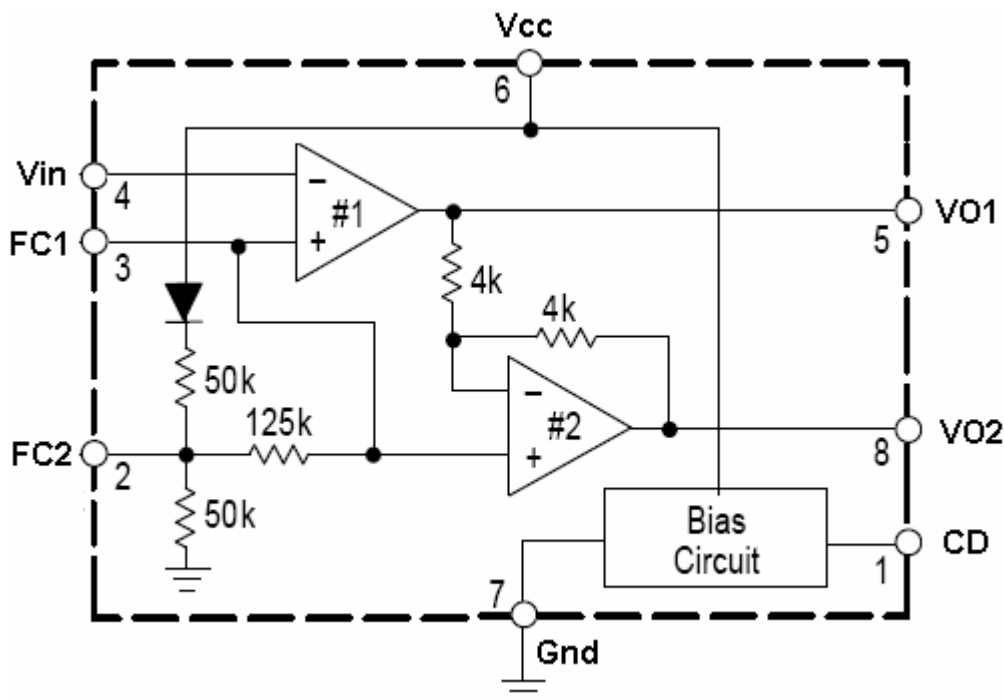 Vcc
6
Vin
4
#1
−
+
VO1
5
FC1
3
4k
4k
50k
125k
−
#2
+
FC2
2
VO2
8
50k
Bias
Circuit
CD
1
7
Gnd